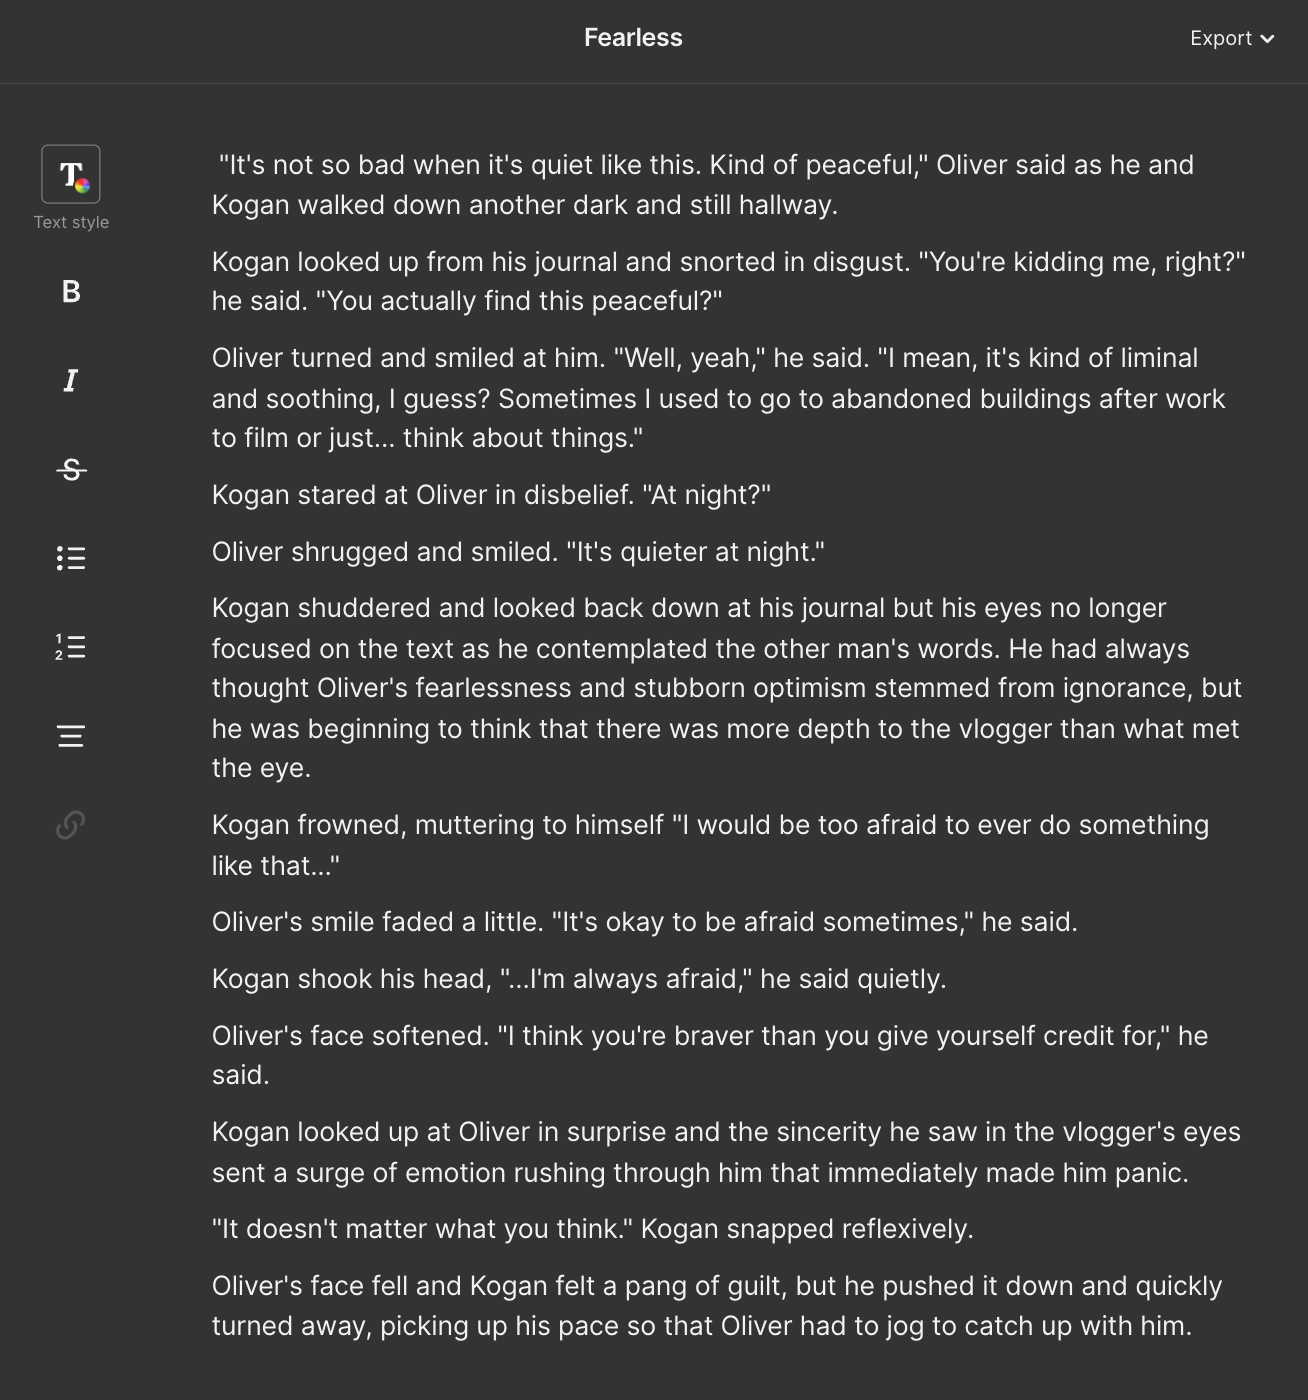 Fearless
Export
Text style
"It's not so bad when it's quiet like this. Kind of peaceful," Oliver said as he and
Kogan walked down another dark and still hallway.
Kogan looked up from his journal and snorted in disgust. "You're kidding me, right?"
he said. "You actually find this peaceful?"
Oliver turned and smiled at him. "Well, yeah," he said. "I mean, it's kind of liminal
and soothing, I guess? Sometimes I used to go to abandoned buildings after work
to film or just... think about things."
Kogan stared at Oliver in disbelief. "At night?"
Oliver shrugged and smiled. "It's quieter at night."
Kogan shuddered and looked back down at his journal but his eyes no longer
focused on the text as he contemplated the other man's words. He had always
thought Oliver's fearlessness and stubborn optimism stemmed from ignorance, but
he was beginning to think that there was more depth to the vlogger than what met
the eye.
Kogan frowned, muttering to himself "I would be too afraid to ever do something
like that..."
Oliver's smile faded a little. "It's okay to be afraid sometimes," he said.
Kogan shook his head, "...I'm always afraid," he said quietly.
Oliver's face softened. "I think you're braver than you give yourself credit for," he
said.
Kogan looked up at Oliver in surprise and the sincerity he saw in the vlogger's eyes
sent a surge of emotion rushing through him that immediately made him panic.
"It doesn't matter what you think." Kogan snapped reflexively.
Oliver's face fell and Kogan felt a pang of guilt, but he pushed it down and quickly
turned away, picking up his pace so that Oliver had to jog to catch up with him.